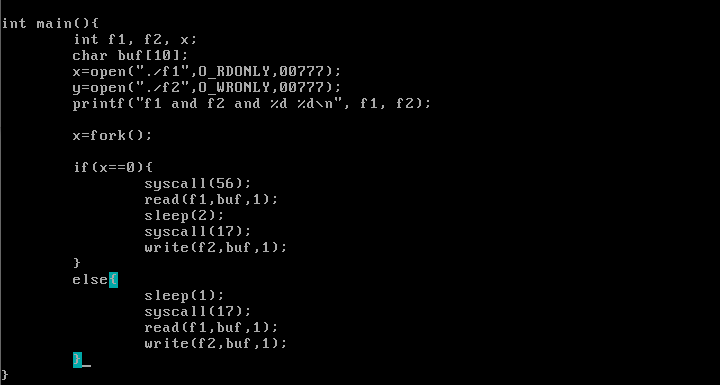 int main(){
        int f1, f2, x;
        char buf[10];
        x=open("./f1",O_RDONLY,00777);
        y=open("./f2",O_WRONLY,00777);
        printf("f1 and f2 and %d %d\n", f1, f2);

        x=fork();

        if(x==0){
                syscall(56);
                read(f1,buf,1);
                sleep(2);
                syscall(17);
                write(f2,buf,1);
        }
        else{
                sleep(1);
                syscall(17);
                read(f1,buf,1);
                write(f2,buf,1);
        }
}